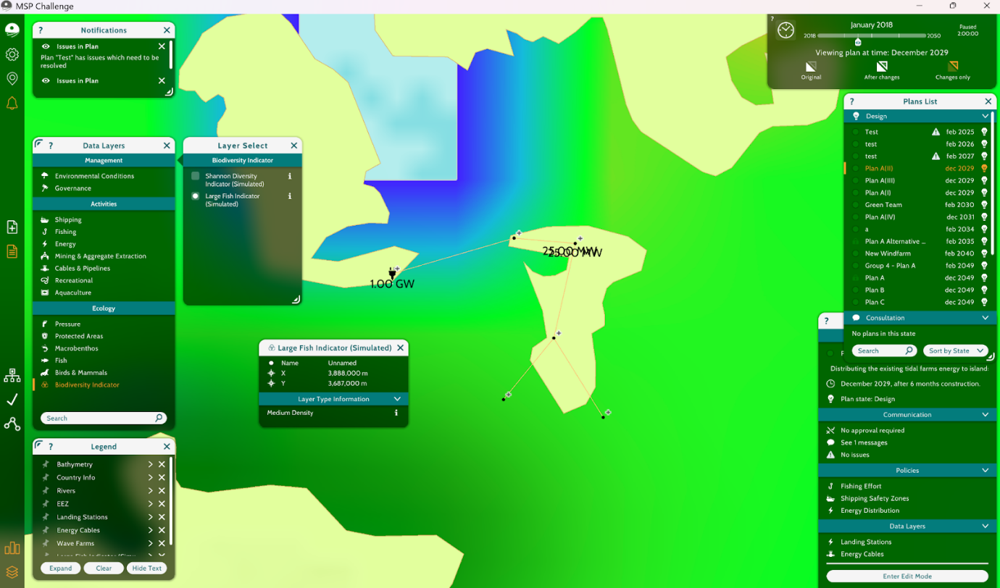 MSP Challenge
Notifications
Issues in Plan
Plan "Test" has issues which need to be
resolved
Issues in Plan
Data Layers
Management
Environmental Conditions
Governance
Activities
Shipping
Fishing
Energy
Mining & Aggregate Extraction
Cables & Pipelines
Recreational
Aquaculture
Ecology
Pressure
Protected Areas
Macrobenthos
Fish
Birds & Mammals
Biodiversity Indicator
Search
Legend
Bathymetry
Country Info
Rivers
EEZ
Landing Stations
Energy Cables
Wave Farms
Expand Clear Hide Text
Layer Select
Biodiversity Indicator
Shannon Diversity
Indicator (Simulated)
Large Fish Indicator
(Simulated)
1.00 GW
25.00 MW
25.00 MW
Large Fish Indicator (Simulated)
Name Unnamed
X 3,888,000 m
Y 3,687,000 m
Layer Type Information
Medium Density
January 2018
2018 2050
Paused
2:00:00
Viewing plan at time: December 2029
Original After changes Changes only
Plans List
Design
Test feb 2025
test feb 2026
test feb 2027
Plan A(II) dec 2029
Plan A(III) dec 2029
Plan A(I) dec 2029
Green Team feb 2030
Plan A(IV) dec 2031
a feb 2034
Plan A Alternative ... feb 2035
New Windfarm feb 2040
Group 4 - Plan A feb 2049
Plan A dec 2049
Plan B dec 2049
Plan C dec 2049
Consultation
No plans in this state
Search Sort by State
Distributing the existing tidal farms energy to island
December 2029, after 6 months construction.
Plan state: Design
Communication
No approval required
See 1 messages
No issues
Policies
Fishing Effort
Shipping Safety Zones
Energy Distribution
Data Layers
Landing Stations
Energy Cables
Enter Edit Mode